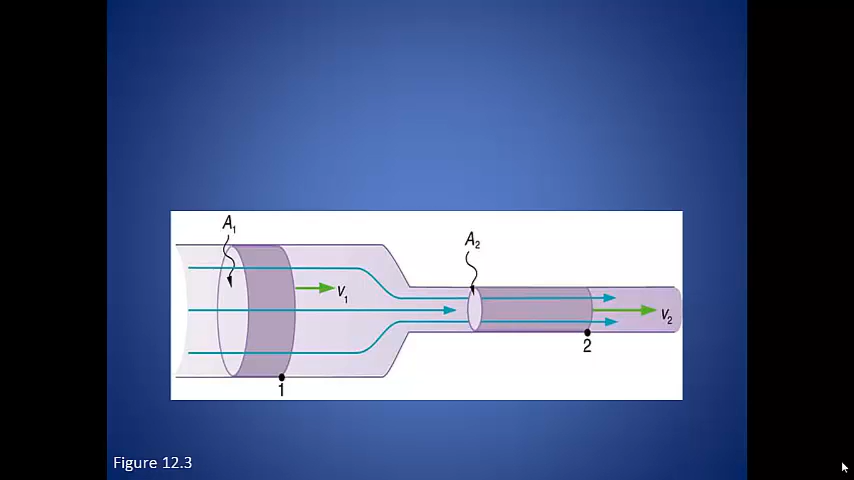 A₁
A₂
v₁
v₂
1
2
Figure 12.3